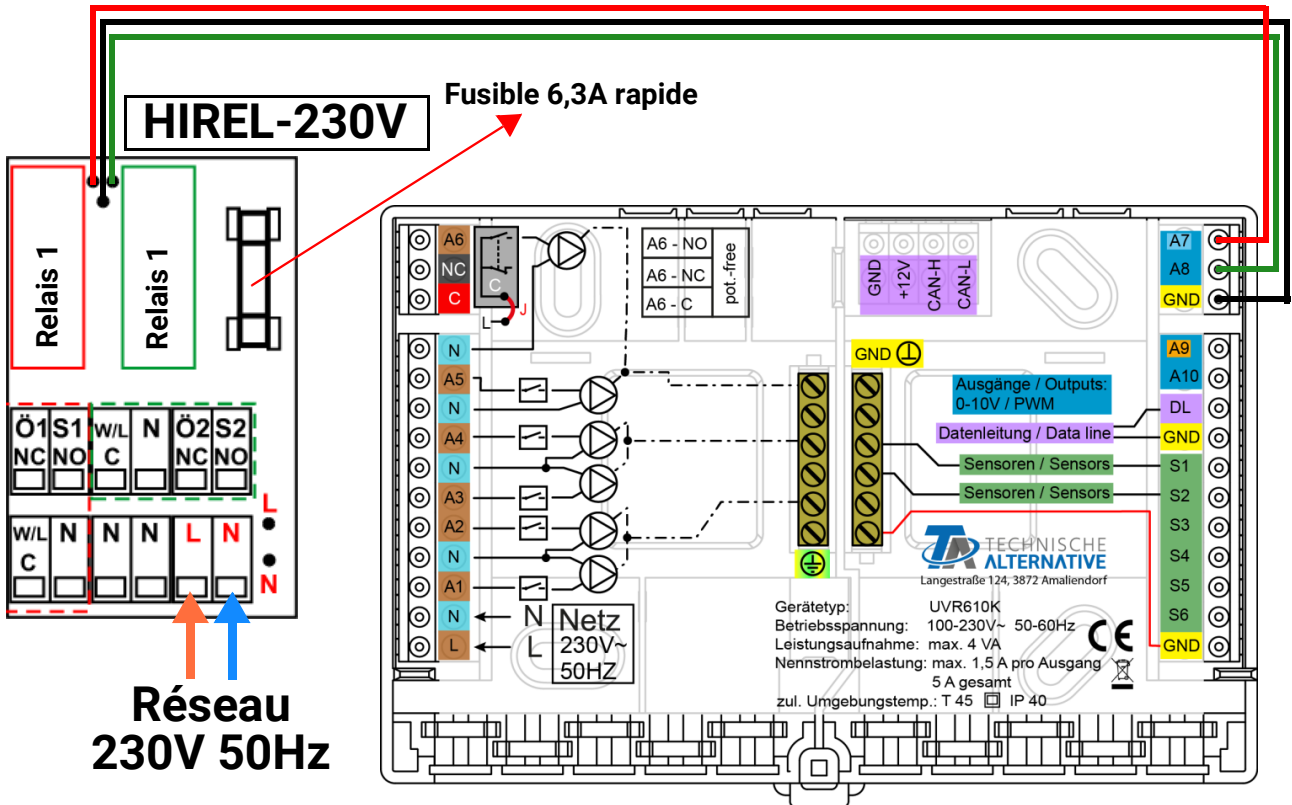 HIREL-230V
Fusible 6,3A rapide
Relais 1
Relais 1
Ö1 S1 W/L N Ö2 S2
NC NO C NC NO
W/L N N N L N
C
L
N
Réseau
230V 50Hz
A6
NC
C
N
A5
N
A4
N
A3
A2
N
A1
N
L
C
J
L
A6 - NO
A6 - NC
A6 - C
pot.-free
GND
+12V
CAN-H
CAN-L
N Netz
L 230V~
50HZ
GND
Ausgänge / Outputs:
0-10V / PWM
Datenleitung / Data line
Sensoren / Sensors
Sensoren / Sensors
A7
A8
GND
A9
A10
DL
GND
S1
S2
S3
S4
S5
S6
GND
TA TECHNISCHE
ALTERNATIVE
Langestraße 124, 3872 Amaliendorf
Gerätetyp: UVR610K
Betriebsspannung: 100-230V~ 50-60Hz
Leistungsaufnahme: max. 4 VA
Nennstrombelastung: max. 1,5 A pro Ausgang
5 A gesamt
zul. Umgebungstemp.: T 45 IP 40
CE